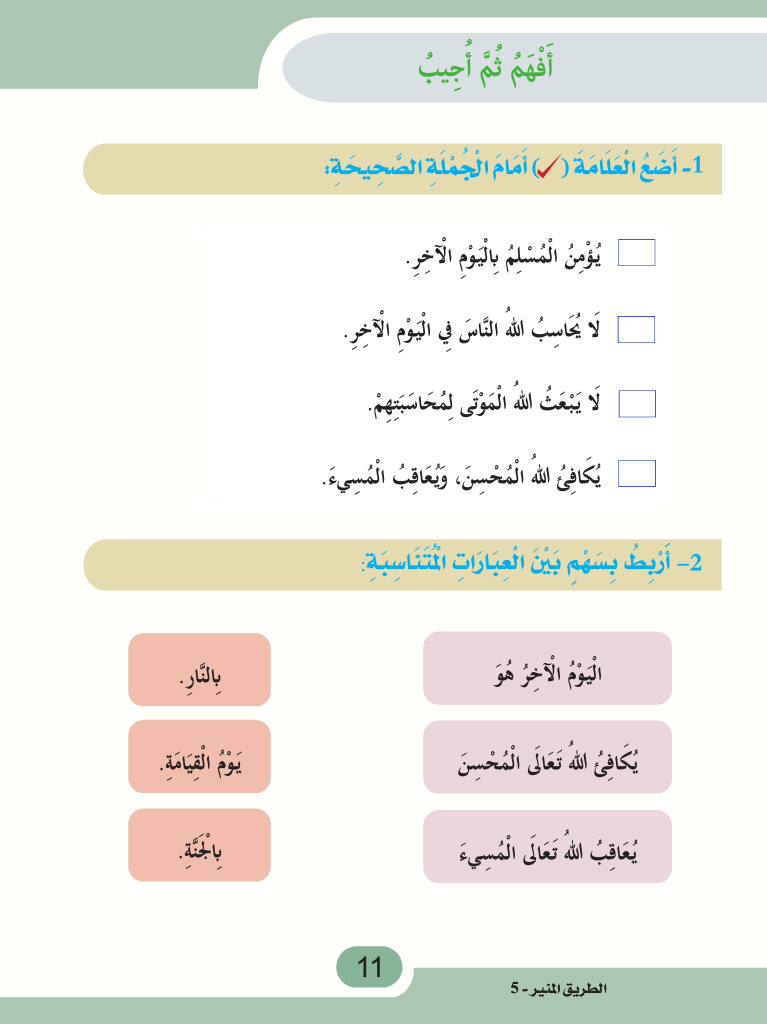 أَفْهَمُ ثُمَّ أُجِيبُ
1- أَضَعُ الْعَلَامَةَ (✓) أَمَامَ الْجُمْلَةِ الصَّحِيحَةِ:
يُؤْمِنُ الْمُسْلِمُ بِالْيَوْمِ الْآخِرِ.
لَا يُحَاسِبُ اللهُ النَّاسَ فِي الْيَوْمِ الْآخِرِ.
لَا يَبْعَثُ اللهُ الْمَوْتَى لِمُحَاسَبَتِهِمْ.
يُكَافِئُ اللهُ الْمُحْسِنَ، وَيُعَاقِبُ الْمُسِيءَ.
2- أَرْبِطُ بِسَهْمٍ بَيْنَ الْعِبَارَاتِ الْمُتَنَاسِبَةِ:
الْيَوْمُ الْآخِرُ هُوَ
بِالنَّارِ.
يُكَافِئُ اللهُ تَعَالَى الْمُحْسِنَ
يَوْمُ الْقِيَامَةِ.
يُعَاقِبُ اللهُ تَعَالَى الْمُسِيءَ
بِالْجَنَّةِ.
11
الطريق المنير - 5